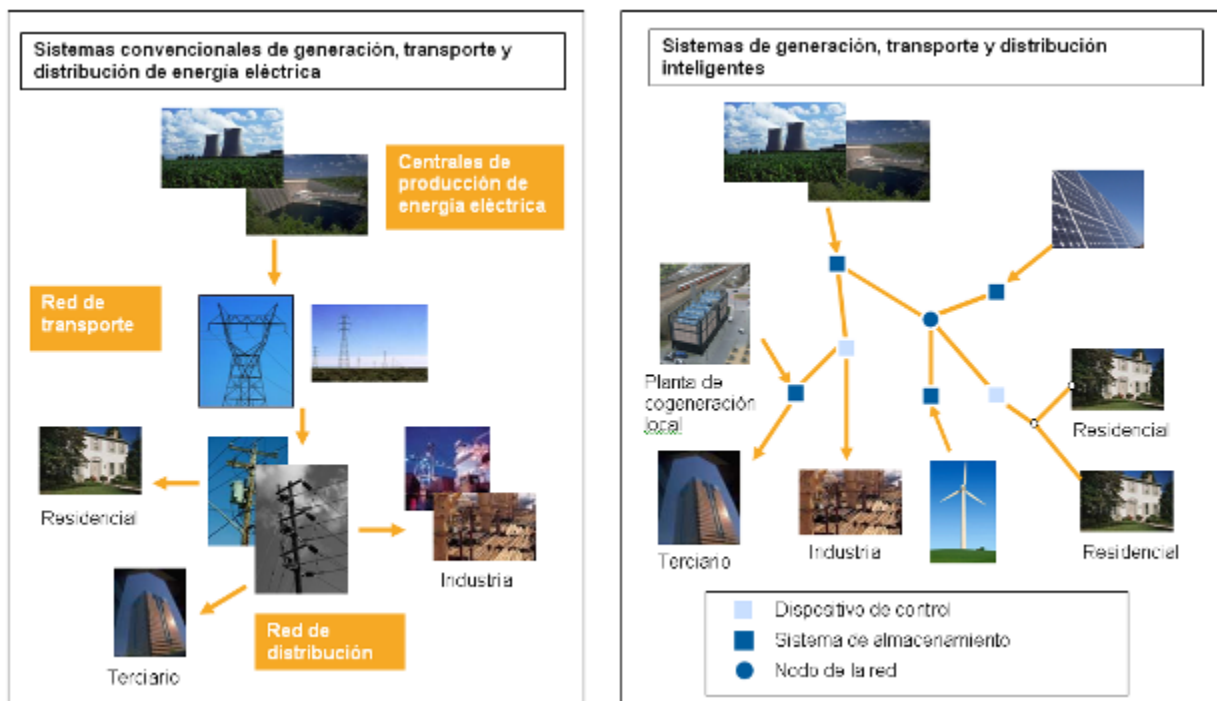 Sistemas convencionales de generación, transporte y
distribución de energía eléctrica
Centrales de
producción de
energía elèctrica
Red de
transporte
Residencial
Industria
Terciario
Red de
distribución
Sistemas de generación, transporte y distribución
inteligentes
Planta de
cogeneración
local
Residencial
Terciario
Industria
Residencial
Dispositivo de control
Sistema de almacenamiento
Nodo de la red